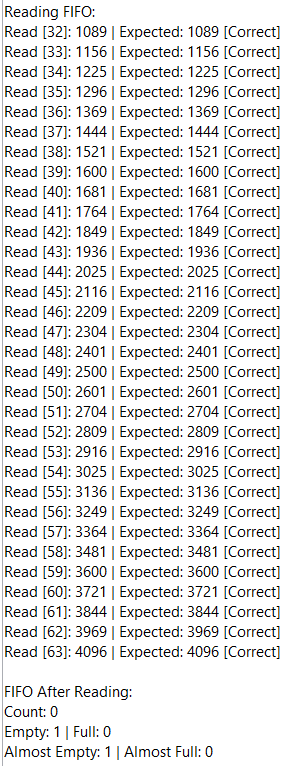 Reading FIFO:
Read [32]: 1089 | Expected: 1089 [Correct]
Read [33]: 1156 | Expected: 1156 [Correct]
Read [34]: 1225 | Expected: 1225 [Correct]
Read [35]: 1296 | Expected: 1296 [Correct]
Read [36]: 1369 | Expected: 1369 [Correct]
Read [37]: 1444 | Expected: 1444 [Correct]
Read [38]: 1521 | Expected: 1521 [Correct]
Read [39]: 1600 | Expected: 1600 [Correct]
Read [40]: 1681 | Expected: 1681 [Correct]
Read [41]: 1764 | Expected: 1764 [Correct]
Read [42]: 1849 | Expected: 1849 [Correct]
Read [43]: 1936 | Expected: 1936 [Correct]
Read [44]: 2025 | Expected: 2025 [Correct]
Read [45]: 2116 | Expected: 2116 [Correct]
Read [46]: 2209 | Expected: 2209 [Correct]
Read [47]: 2304 | Expected: 2304 [Correct]
Read [48]: 2401 | Expected: 2401 [Correct]
Read [49]: 2500 | Expected: 2500 [Correct]
Read [50]: 2601 | Expected: 2601 [Correct]
Read [51]: 2704 | Expected: 2704 [Correct]
Read [52]: 2809 | Expected: 2809 [Correct]
Read [53]: 2916 | Expected: 2916 [Correct]
Read [54]: 3025 | Expected: 3025 [Correct]
Read [55]: 3136 | Expected: 3136 [Correct]
Read [56]: 3249 | Expected: 3249 [Correct]
Read [57]: 3364 | Expected: 3364 [Correct]
Read [58]: 3481 | Expected: 3481 [Correct]
Read [59]: 3600 | Expected: 3600 [Correct]
Read [60]: 3721 | Expected: 3721 [Correct]
Read [61]: 3844 | Expected: 3844 [Correct]
Read [62]: 3969 | Expected: 3969 [Correct]
Read [63]: 4096 | Expected: 4096 [Correct]

FIFO After Reading:
Count: 0
Empty: 1 | Full: 0
Almost Empty: 1 | Almost Full: 0